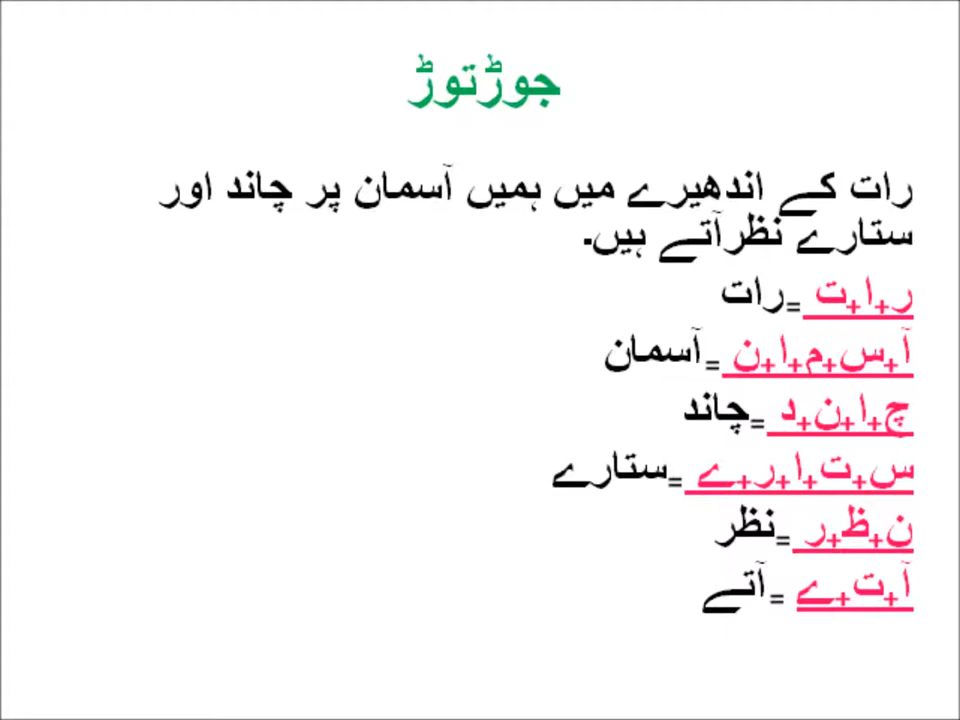 جوڑتوڑ
رات کے اندھیرے میں ہمیں آسمان پر چاند اور
ستارے نظرآتے ہیں۔
ر+ا+ت =رات
آ+س+م+ا+ن =آسمان
چ+ا+ن+د =چاند
س+ت+ا+ر+ے =ستارے
ن+ظ+ر =نظر
آ+ت+ے =آتے